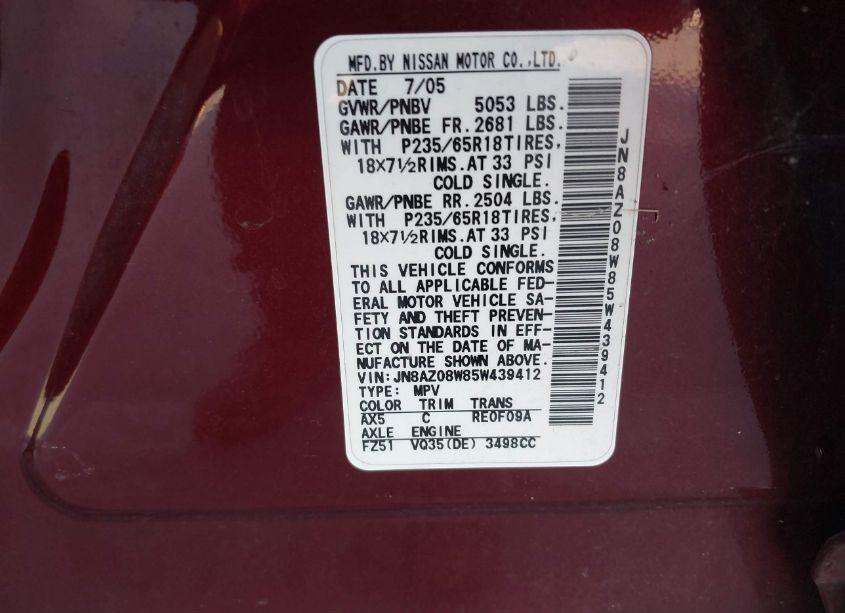 MFD.BY NISSAN MOTOR CO.,LTD.
DATE 7/05
GVWR/PNBV 5053 LBS.
GAWR/PNBE FR.2681 LBS.
WITH P235/65R18TIRES,
18X7½RIMS.AT 33 PSI
COLD SINGLE.
GAWR/PNBE RR.2504 LBS.
WITH P235/65R18TIRES,
18X7½RIMS.AT 33 PSI
COLD SINGLE.
THIS VEHICLE CONFORMS
TO ALL APPLICABLE FED-
ERAL MOTOR VEHICLE SA-
FETY AND THEFT PREVEN-
TION STANDARDS IN EFF-
ECT ON THE DATE OF MA-
NUFACTURE SHOWN ABOVE.
VIN:JN8AZ08W85W439412
TYPE: MPV
COLOR TRIM TRANS
AX5 C RE0F09A
AXLE ENGINE
FZ51 VQ35(DE) 3498CC
JN8AZ08W85W439412